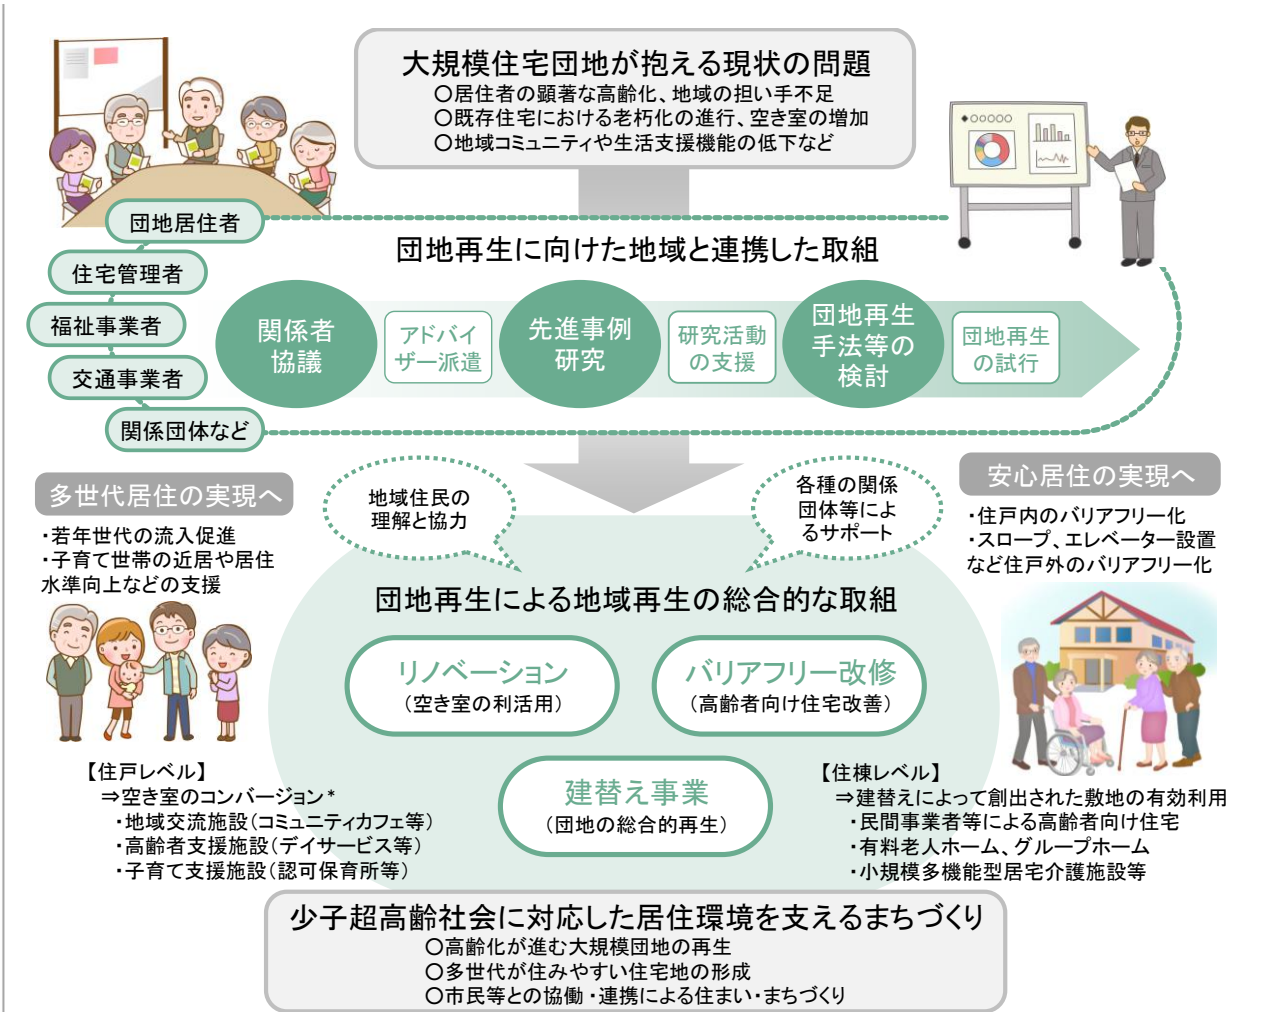 大規模住宅団地が抱える現状の問題
〇居住者の顕著な高齢化、地域の担い手不足
〇既存住宅における老朽化の進行、空き室の増加
〇地域コミュニティや生活支援機能の低下など
◆〇〇〇〇〇
団地居住者
住宅管理者
福祉事業者
交通事業者
関係団体など
団地再生に向けた地域と連携した取組
関係者
協議
アドバイ
ザー派遣
先進事例
研究
研究活動
の支援
団地再生
手法等の
検討
団地再生
の試行
多世代居住の実現へ
・若年世代の流入促進
・子育て世帯の近居や居住
水準向上などの支援
地域住民の
理解と協力
各種の関係
団体等によ
るサポート
安心居住の実現へ
・住戸内のバリアフリー化
・スロープ、エレベーター設置
など住戸外のバリアフリー化
団地再生による地域再生の総合的な取組
リノベーション
(空き室の利活用)
バリアフリー改修
(高齢者向け住宅改善)
建替え事業
(団地の総合的再生)
【住戸レベル】
⇒空き室のコンバージョン*
・地域交流施設(コミュニティカフェ等)
・高齢者支援施設(デイサービス等)
・子育て支援施設(認可保育所等)
【住棟レベル】
⇒建替えによって創出された敷地の有効利用
・民間事業者等による高齢者向け住宅
・有料老人ホーム、グループホーム
・小規模多機能型居宅介護施設等
少子超高齢社会に対応した居住環境を支えるまちづくり
〇高齢化が進む大規模団地の再生
〇多世代が住みやすい住宅地の形成
〇市民等との協働・連携による住まい・まちづくり